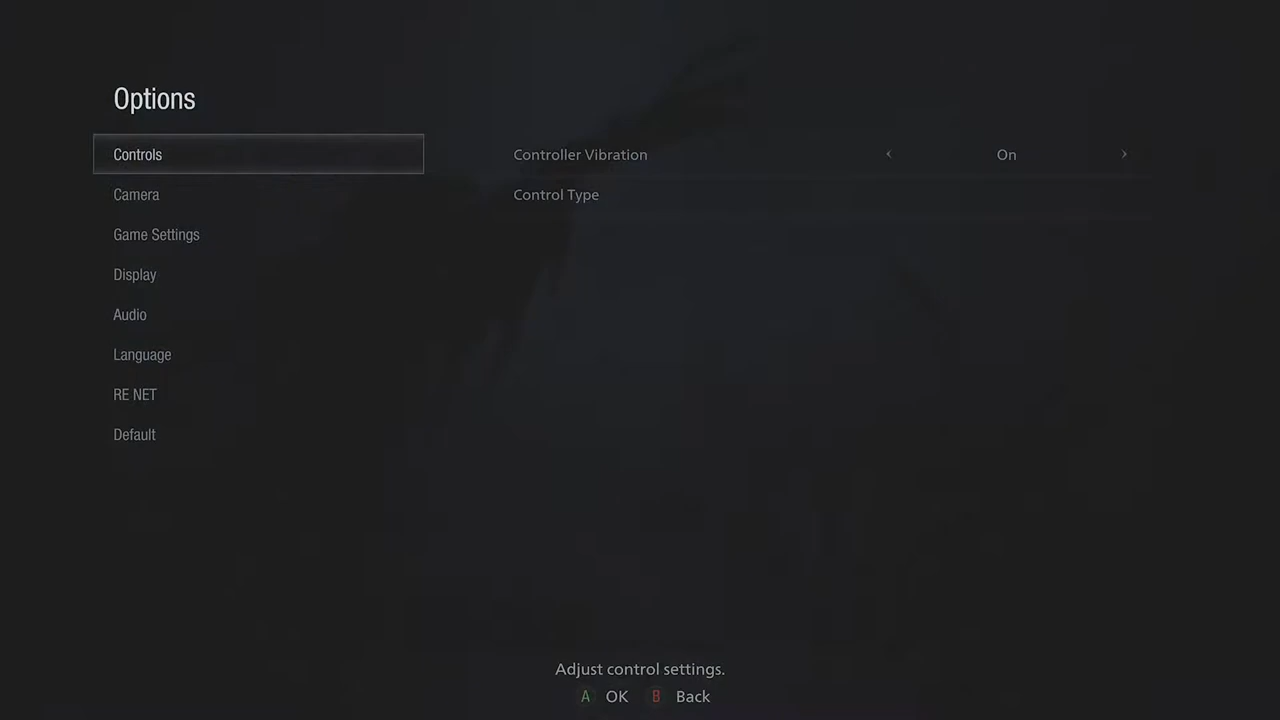 Options
Controls
Controller Vibration
‹ On ›
Camera
Control Type
Game Settings
Display
Audio
Language
RE NET
Default
Adjust control settings.
A OK B Back